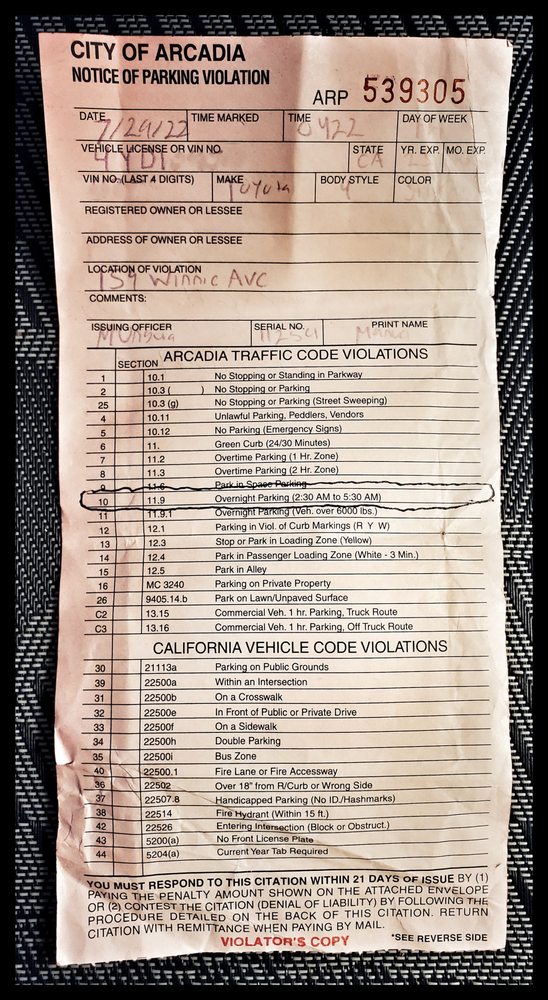 CITY OF ARCADIA
NOTICE OF PARKING VIOLATION
ARP 539305
DATE TIME MARKED TIME DAY OF WEEK
7/29/22 0422
VEHICLE LICENSE OR VIN NO. STATE YR. EXP. MO. EXP.
CA
VIN NO. (LAST 4 DIGITS) MAKE BODY STYLE COLOR
Toyota 4
REGISTERED OWNER OR LESSEE
ADDRESS OF OWNER OR LESSEE
LOCATION OF VIOLATION
159 Winnie Ave
COMMENTS:
ISSUING OFFICER SERIAL NO. PRINT NAME
SECTION ARCADIA TRAFFIC CODE VIOLATIONS
1 10.1 No Stopping or Standing in Parkway
2 10.3 ( ) No Stopping or Parking
25 10.3 (g) No Stopping or Parking (Street Sweeping)
4 10.11 Unlawful Parking, Peddlers, Vendors
5 10.12 No Parking (Emergency Signs)
6 11. Green Curb (24/30 Minutes)
7 11.2 Overtime Parking (1 Hr. Zone)
8 11.3 Overtime Parking (2 Hr. Zone)
9 11.6 Park in Space Parking
10 11.9 Overnight Parking (2:30 AM to 5:30 AM)
11 11.9.1 Overnight Parking (Veh. over 6000 lbs.)
12 12.1 Parking in Viol. of Curb Markings (R Y W)
13 12.3 Stop or Park in Loading Zone (Yellow)
14 12.4 Park in Passenger Loading Zone (White - 3 Min.)
15 12.5 Park in Alley
16 MC 3240 Parking on Private Property
26 9405.14.b Park on Lawn/Unpaved Surface
C2 13.15 Commercial Veh. 1 hr. Parking, Truck Route
C3 13.16 Commercial Veh. 1 hr. Parking, Off Truck Route
CALIFORNIA VEHICLE CODE VIOLATIONS
30 21113a Parking on Public Grounds
39 22500a Within an Intersection
31 22500b On a Crosswalk
32 22500e In Front of Public or Private Drive
33 22500f On a Sidewalk
34 22500h Double Parking
35 22500i Bus Zone
40 22500.1 Fire Lane or Fire Accessway
36 22502 Over 18" from R/Curb or Wrong Side
37 22507.8 Handicapped Parking (No ID./Hashmarks)
38 22514 Fire Hydrant (Within 15 ft.)
42 22526 Entering Intersection (Block or Obstruct.)
43 5200(a) No Front License Plate
44 5204(a) Current Year Tab Required
YOU MUST RESPOND TO THIS CITATION WITHIN 21 DAYS OF ISSUE BY (1)
PAYING THE PENALTY AMOUNT SHOWN ON THE ATTACHED ENVELOPE
OR (2) CONTEST THE CITATION (DENIAL OF LIABILITY) BY FOLLOWING THE
PROCEDURE DETAILED ON THE BACK OF THIS CITATION. RETURN
CITATION WITH REMITTANCE WHEN PAYING BY MAIL.
VIOLATOR'S COPY *SEE REVERSE SIDE